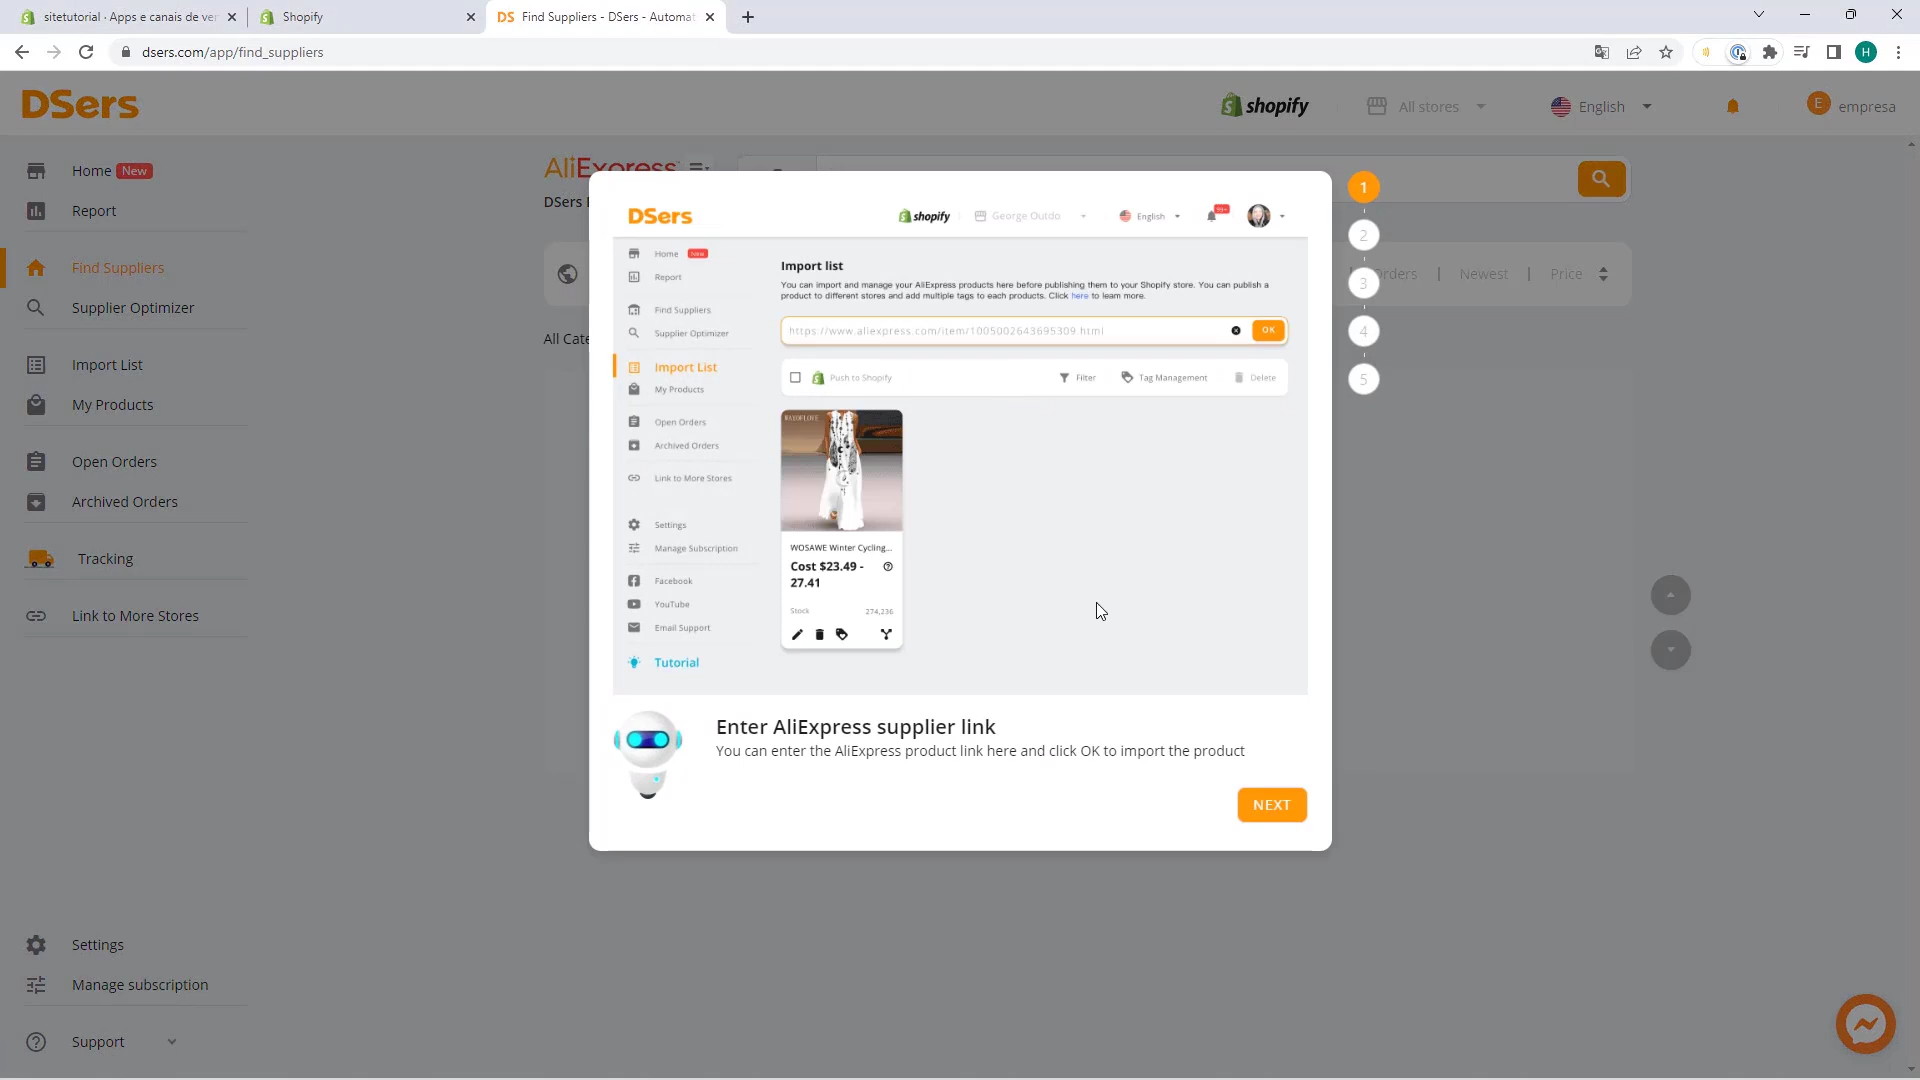 sitetutorial · Apps e canais de ver
Shopify
DS Find Suppliers - DSers - Automat
dsers.com/app/find_suppliers
H
DSers
shopify
All stores
English
E empresa
Home New
Report
Find Suppliers
Supplier Optimizer
Import List
My Products
Open Orders
Archived Orders
Tracking
Link to More Stores
Settings
Manage subscription
Support
AliExpress
DSers
Orders | Newest | Price
All Cate
DSers
shopify
George Outdo
English
99+
Home New
Report
Find Suppliers
Supplier Optimizer
Import List
My Products
Open Orders
Archived Orders
Link to More Stores
Settings
Manage Subscription
Facebook
YouTube
Email Support
Tutorial
Import list
You can import and manage your AliExpress products here before publishing them to your Shopify store. You can publish a
product to different stores and add multiple tags to each products. Click here to learn more.
https://www.aliexpress.com/item/1005002643695309.html
OK
Push to Shopify
Filter
Tag Management
Delete
WAYOFLOVE
WOSAWE Winter Cycling...
Cost $23.49 -
27.41
Stock 274,236
Enter AliExpress supplier link
You can enter the AliExpress product link here and click OK to import the product
NEXT
1
2
3
4
5